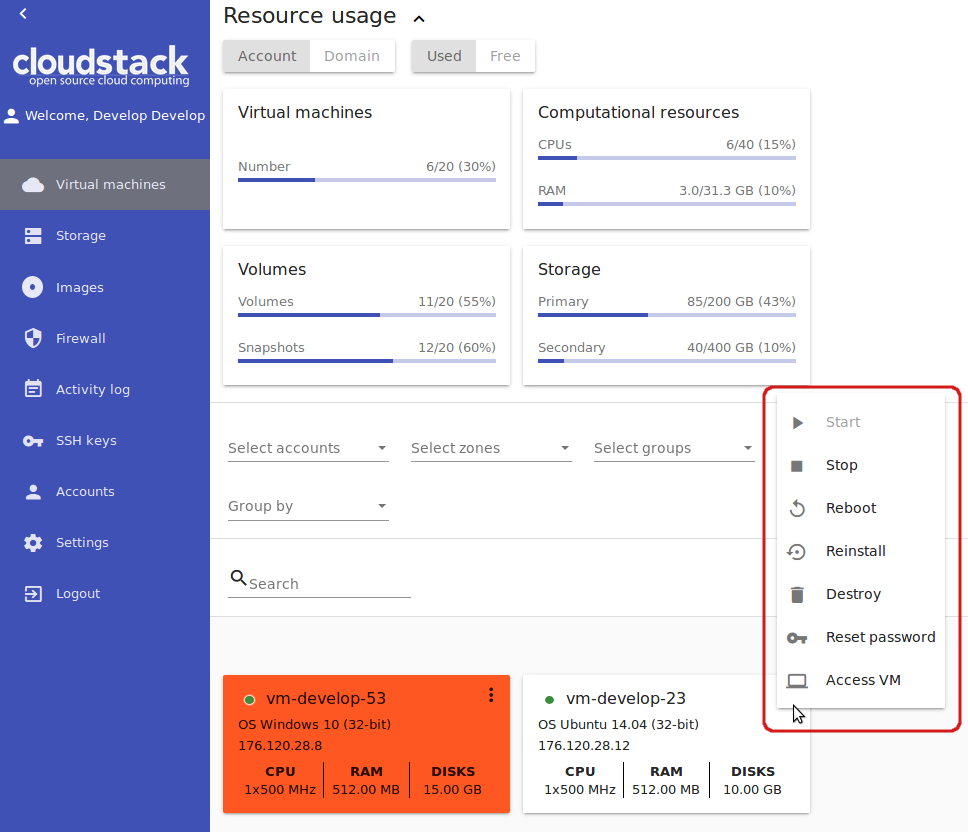 cloudstack
open source cloud computing
Welcome, Develop Develop
Virtual machines
Storage
Images
Firewall
Activity log
SSH keys
Accounts
Settings
Logout
Resource usage
Account Domain Used Free
Virtual machines
Number 6/20 (30%)
Computational resources
CPUs 6/40 (15%)
RAM 3.0/31.3 GB (10%)
Volumes
Volumes 11/20 (55%)
Snapshots 12/20 (60%)
Storage
Primary 85/200 GB (43%)
Secondary 40/400 GB (10%)
Select accounts Select zones Select groups
Group by
Search
Start
Stop
Reboot
Reinstall
Destroy
Reset password
Access VM
vm-develop-53
OS Windows 10 (32-bit)
176.120.28.8
CPU RAM DISKS
1x500 MHz 512.00 MB 15.00 GB
vm-develop-23
OS Ubuntu 14.04 (32-bit)
176.120.28.12
CPU RAM DISKS
1x500 MHz 512.00 MB 10.00 GB